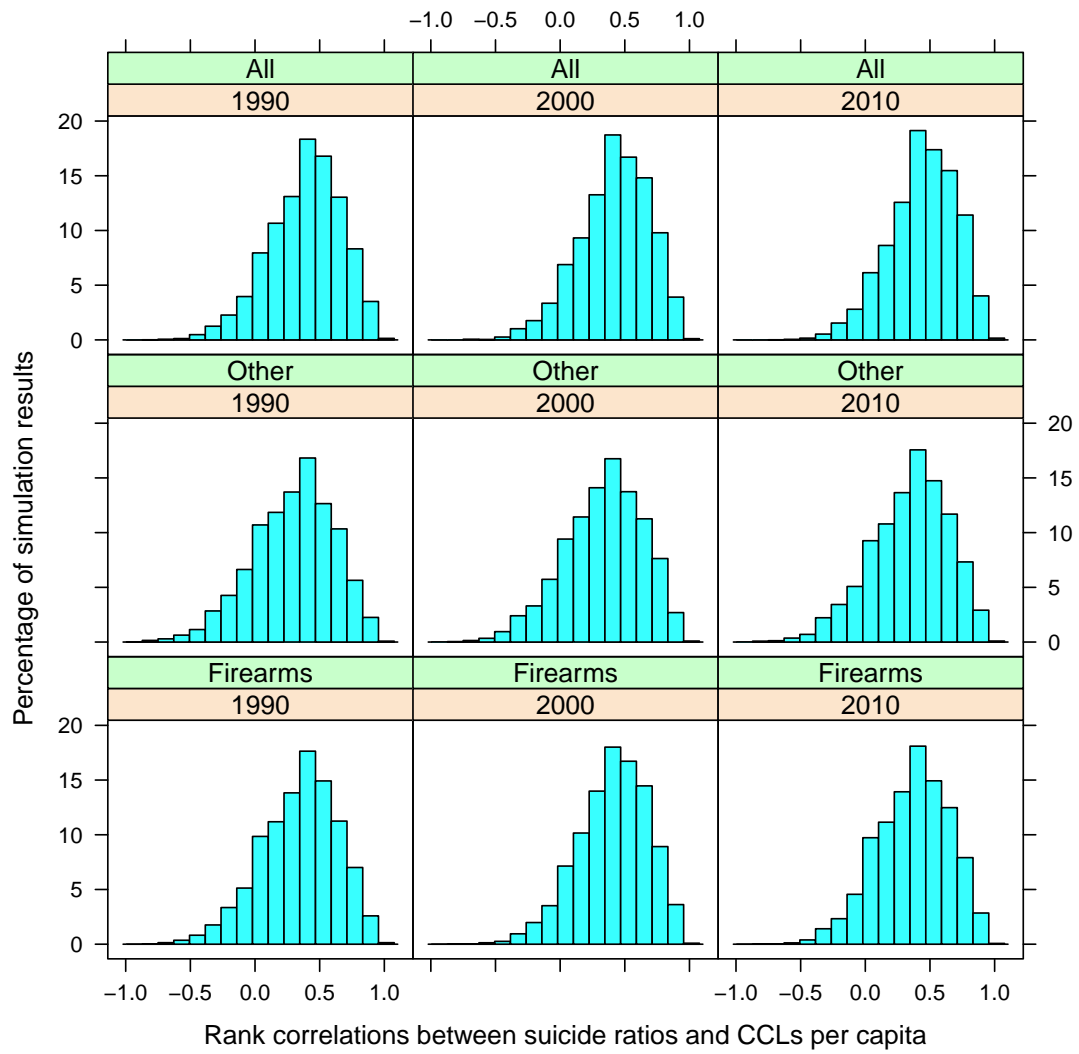 −1.0 −0.5 0.0 0.5 1.0
All All All
1990 2000 2010
20
15
10
5
0
Other Other Other
1990 2000 2010
20
15
10
5
0
Firearms Firearms Firearms
1990 2000 2010
20
15
10
5
0
−1.0 −0.5 0.0 0.5 1.0 −1.0 −0.5 0.0 0.5 1.0
Percentage of simulation results
Rank correlations between suicide ratios and CCLs per capita